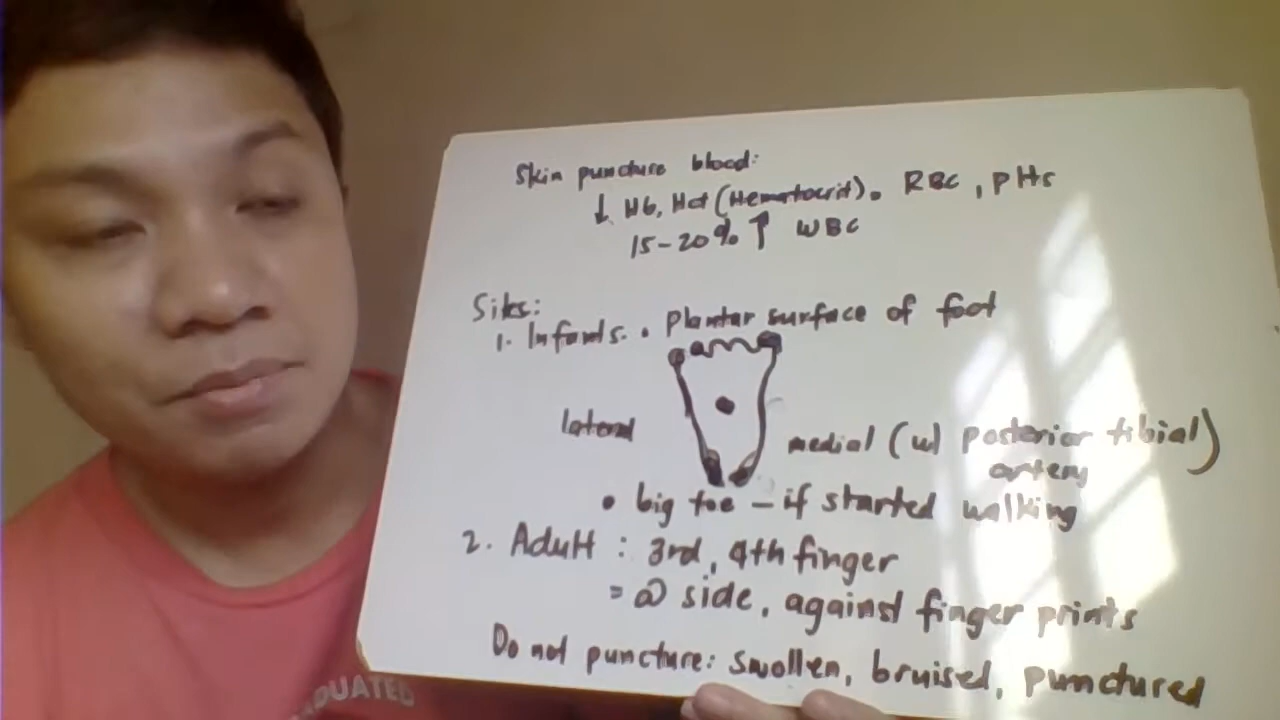 Skin puncture blood:
↓ Hb, Hct (Hematocrit). RBC, Plts
15-20% ↑ WBC
Sites:
1. Infants. • Plantar surface of foot
lateral
medial (w/ posterior tibial)
artery
• big toe – if started walking
2. Adult : 3rd, 4th finger
= @ side, against finger prints
Do not puncture: swollen, bruised, punctured
DUATED